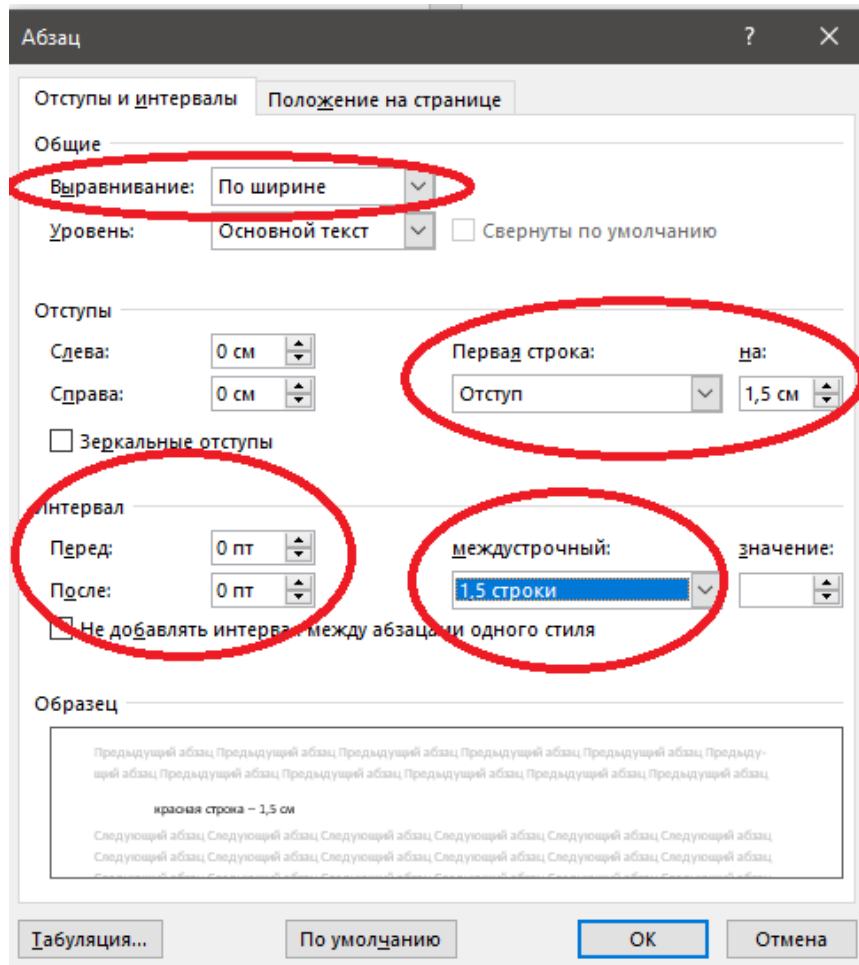 Абзац ?
Отступы и интервалы Положение на странице
Общие
Выравнивание: По ширине
Уровень: Основной текст Свернуты по умолчанию
Отступы
Слева: 0 см Первая строка: на:
Справа: 0 см Отступ 1,5 см
Зеркальные отступы
Интервал
Перед: 0 пт междустрочный: значение:
После: 0 пт 1,5 строки
Не добавлять интервал между абзацами одного стиля
Образец
Предыдущий абзац Предыдущий абзац Предыдущий абзац Предыдущий абзац Предыдущий абзац Предыду-
щий абзац Предыдущий абзац Предыдущий абзац Предыдущий абзац Предыдущий абзац Предыдущий абзац
красная строка – 1,5 см
Следующий абзац Следующий абзац Следующий абзац Следующий абзац Следующий абзац Следующий абзац
Следующий абзац Следующий абзац Следующий абзац Следующий абзац Следующий абзац Следующий абзац
Табуляция... По умолчанию ОК Отмена